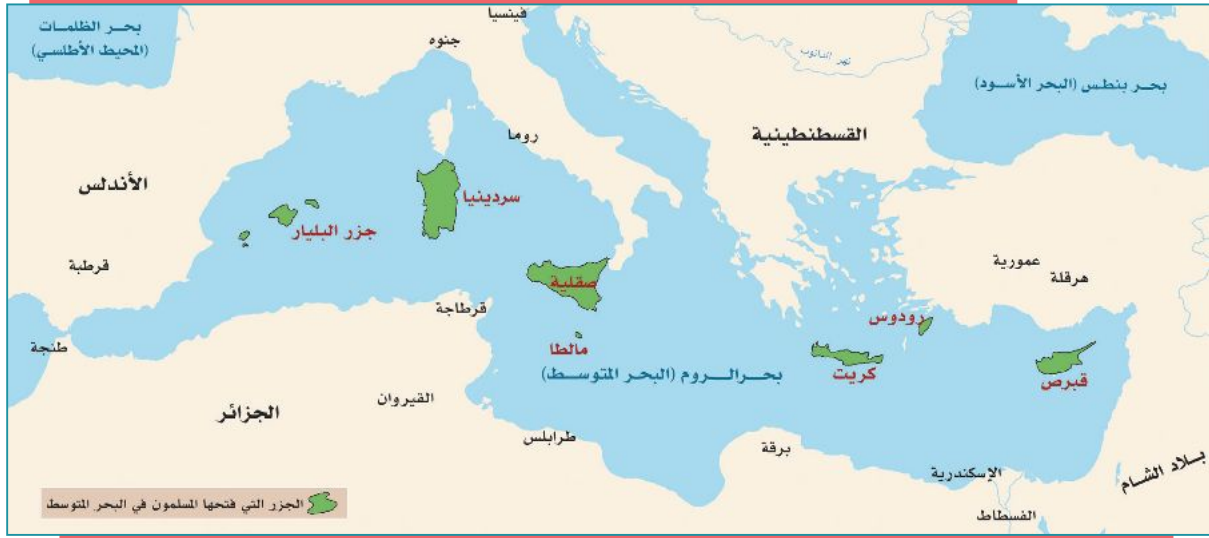 فينسيا
بحر الظلمات
(المحيط الأطلسي)
جنوه
نهر الدانوب
بحر بنطس (البحر الأسود)
روما
القسطنطينية
الأندلس
سردينيا
جزر البليار
قرطبة
عمورية
هرقلة
صقلية
قرطاجة
رودوس
طنجة
مالطا
بحر الروم (البحر المتوسط)
كريت
قبرص
القيروان
الجزائر
طرابلس
برقة
الإسكندرية
بلاد الشام
الفسطاط
الجزر التي فتحها المسلمون في البحر المتوسط